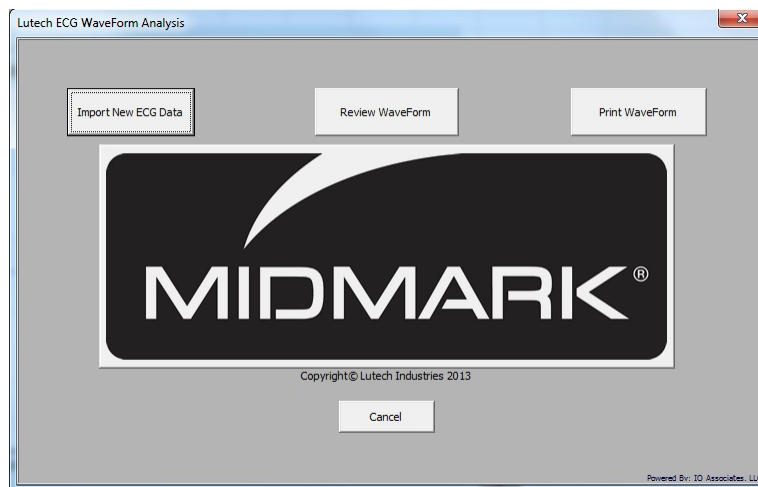 Lutech ECG WaveForm Analysis
Import New ECG Data
Review WaveForm
Print WaveForm
MIDMARK®
Copyright© Lutech Industries 2013
Cancel
Powered By: IO Associates. LL